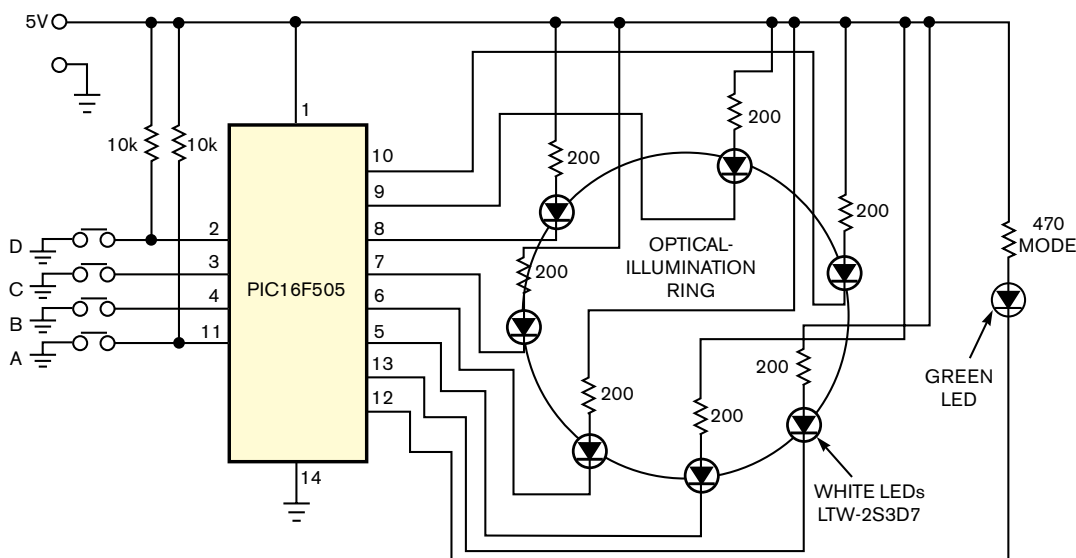 5V
1
10k
10k
10
9
8
7
6
5
13
12
D
C
B
A
2
3
4
11
PIC16F505
14
200
200
200
200
200
200
200
OPTICAL-
ILLUMINATION
RING
470
MODE
GREEN
LED
WHITE LEDs
LTW-2S3D7